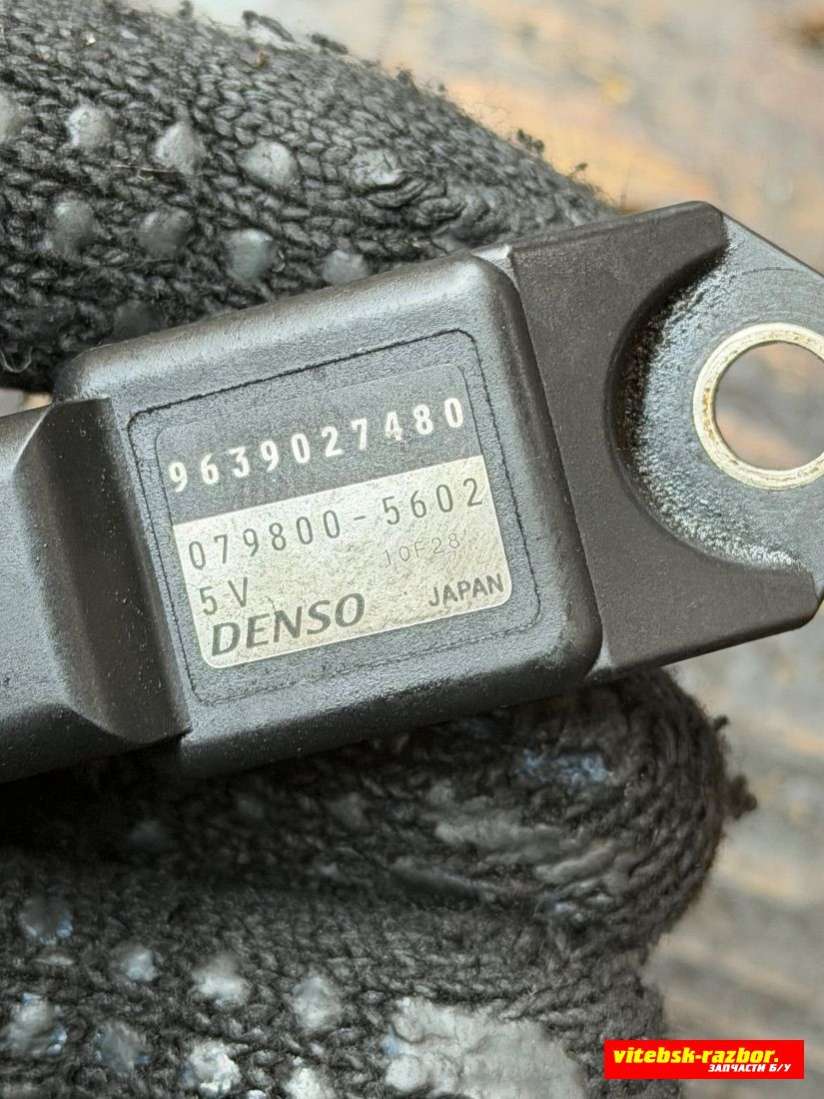 9639027480
079800-5602
5V 10F28
DENSO JAPAN
vitebsk-razbor.
ЗАПЧАСТИ Б/У